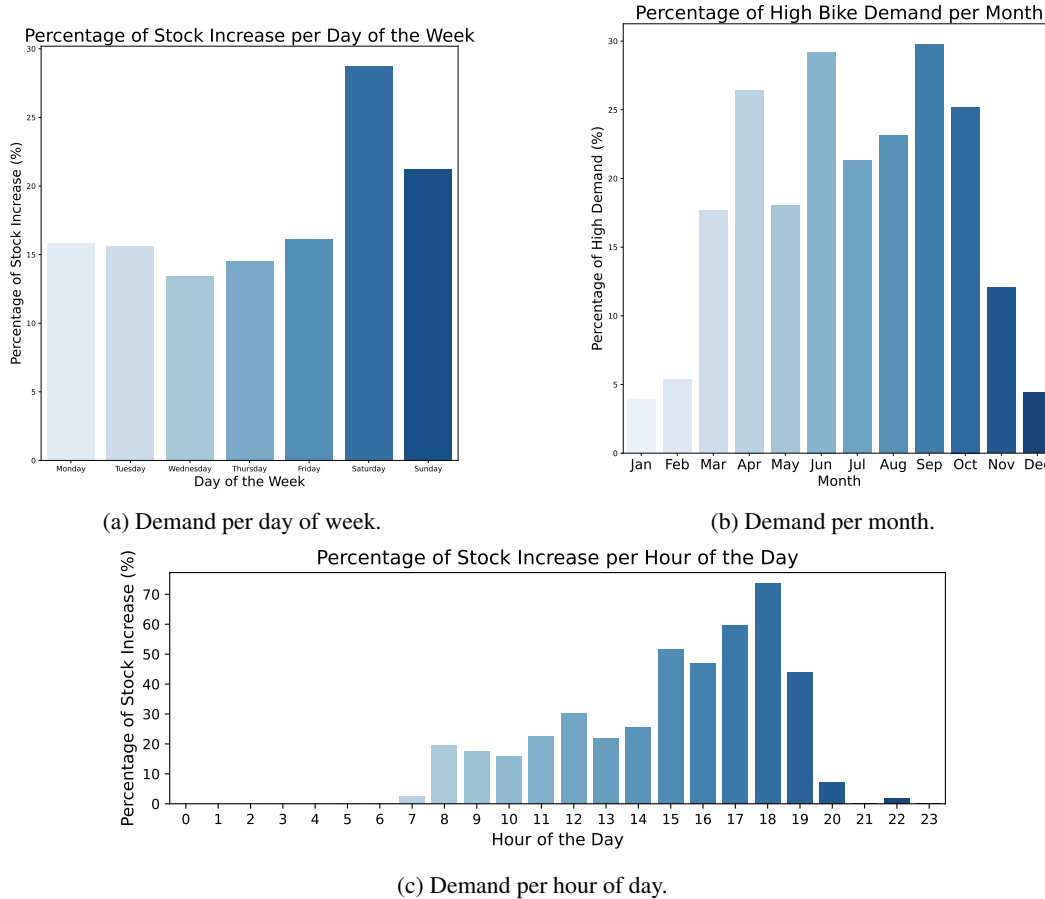 Percentage of Stock Increase per Day of the Week
Percentage of Stock Increase (%)
30
25
20
15
10
5
0
Monday Tuesday Wednesday Thursday Friday Saturday Sunday
Day of the Week
(a) Demand per day of week.
Percentage of High Bike Demand per Month
Percentage of High Demand (%)
30
25
20
15
10
5
0
Jan Feb Mar Apr May Jun Jul Aug Sep Oct Nov Dec
Month
(b) Demand per month.
Percentage of Stock Increase per Hour of the Day
Percentage of Stock Increase (%)
70
60
50
40
30
20
10
0
0 1 2 3 4 5 6 7 8 9 10 11 12 13 14 15 16 17 18 19 20 21 22 23
Hour of the Day
(c) Demand per hour of day.